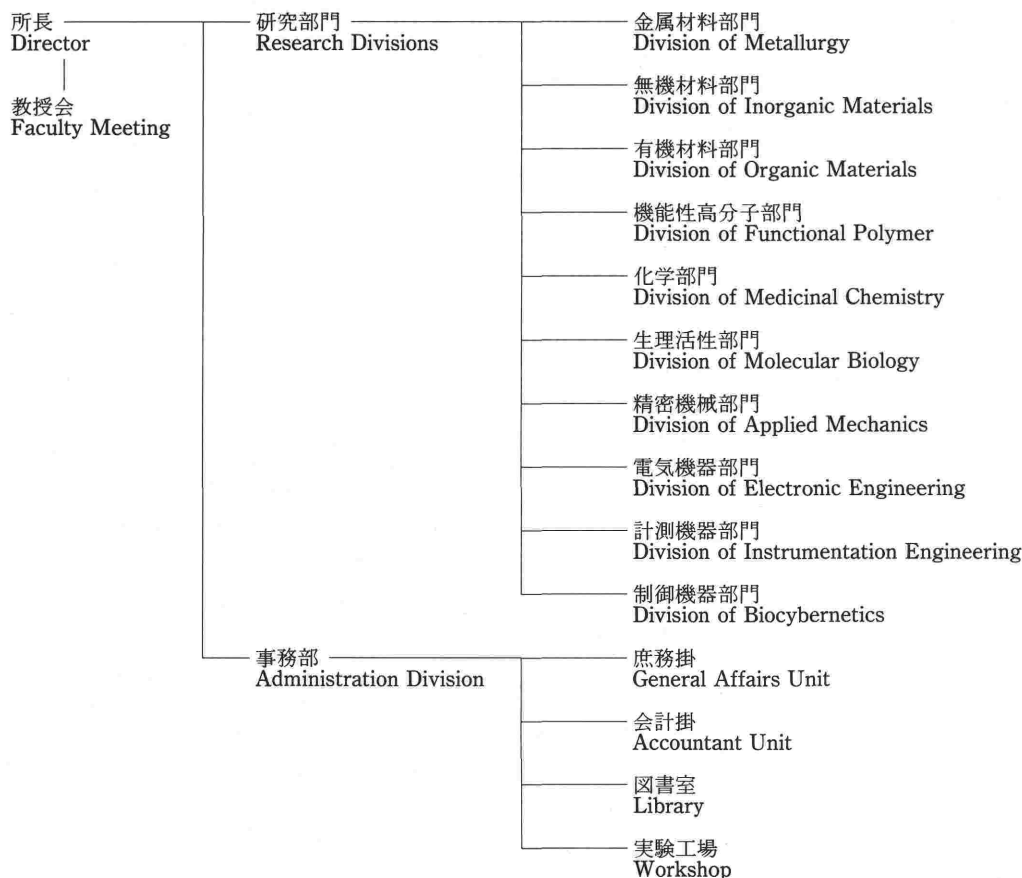 所長
Director
教授会
Faculty Meeting
研究部門
Research Divisions
金属材料部門
Division of Metallurgy
無機材料部門
Division of Inorganic Materials
有機材料部門
Division of Organic Materials
機能性高分子部門
Division of Functional Polymer
化学部門
Division of Medicinal Chemistry
生理活性部門
Division of Molecular Biology
精密機械部門
Division of Applied Mechanics
電気機器部門
Division of Electronic Engineering
計測機器部門
Division of Instrumentation Engineering
制御機器部門
Division of Biocybernetics
事務部
Administration Division
庶務掛
General Affairs Unit
会計掛
Accountant Unit
図書室
Library
実験工場
Workshop